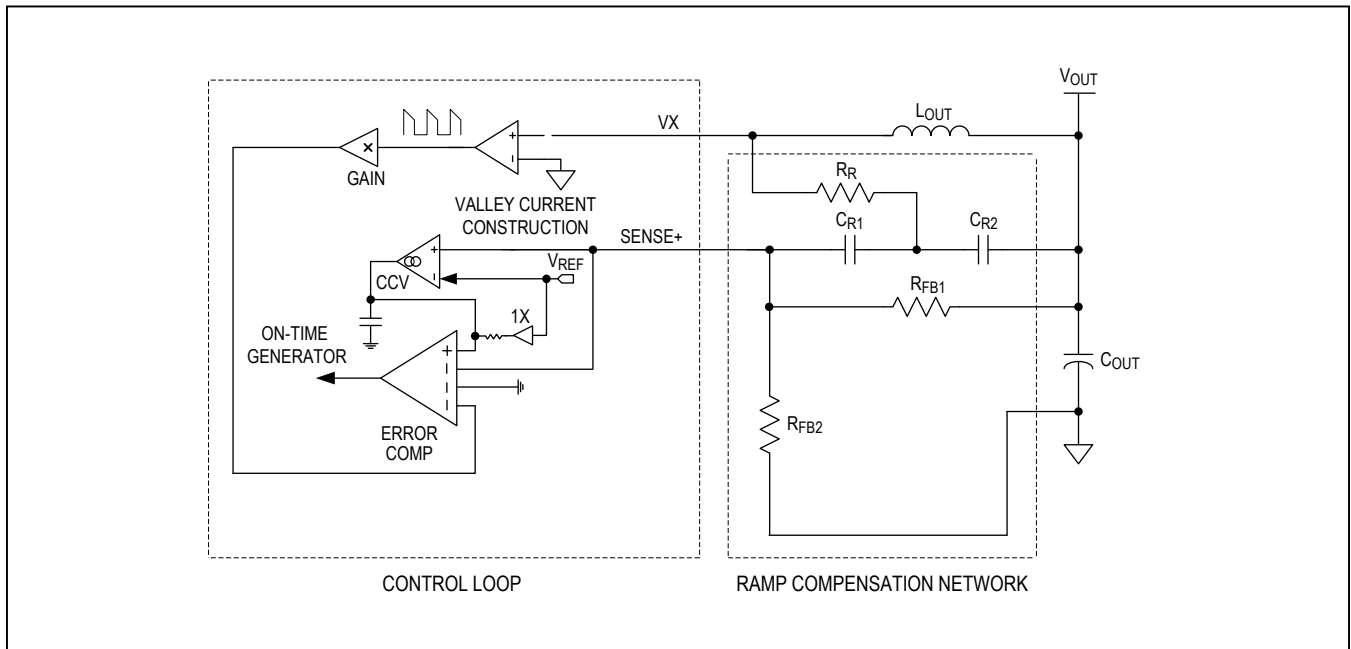 VOUT
LOUT
VX
RR
GAIN
VALLEY CURRENT
CONSTRUCTION
CR1
CR2
SENSE+
VREF
CCV
RFB1
1X
ON-TIME
GENERATOR
COUT
RFB2
ERROR
COMP
CONTROL LOOP
RAMP COMPENSATION NETWORK